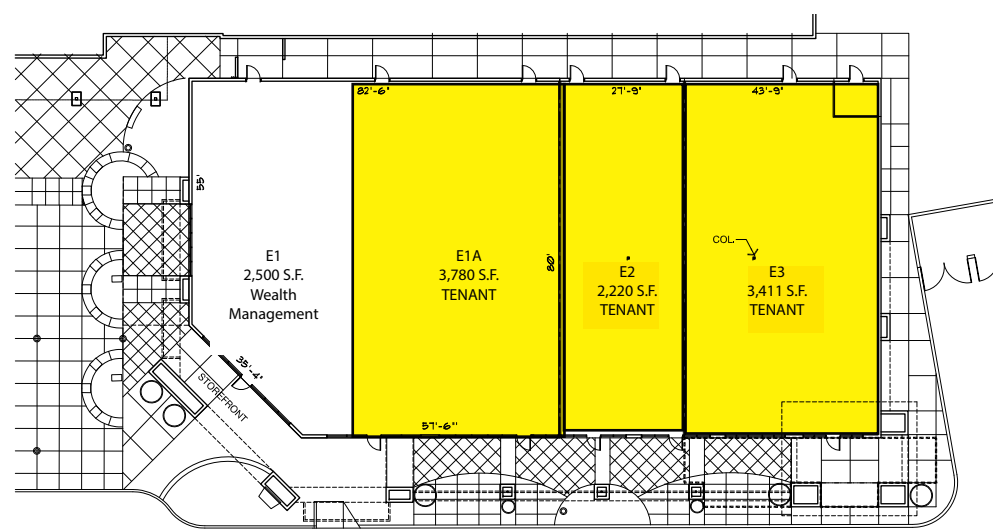 82'-6"
27'-9"
43'-9"
55'
E1
2,500 S.F.
Wealth
Management
E1A
3,780 S.F.
TENANT
80'
E2
2,220 S.F.
TENANT
COL.
E3
3,411 S.F.
TENANT
35'-4"
STOREFRONT
57'-6"